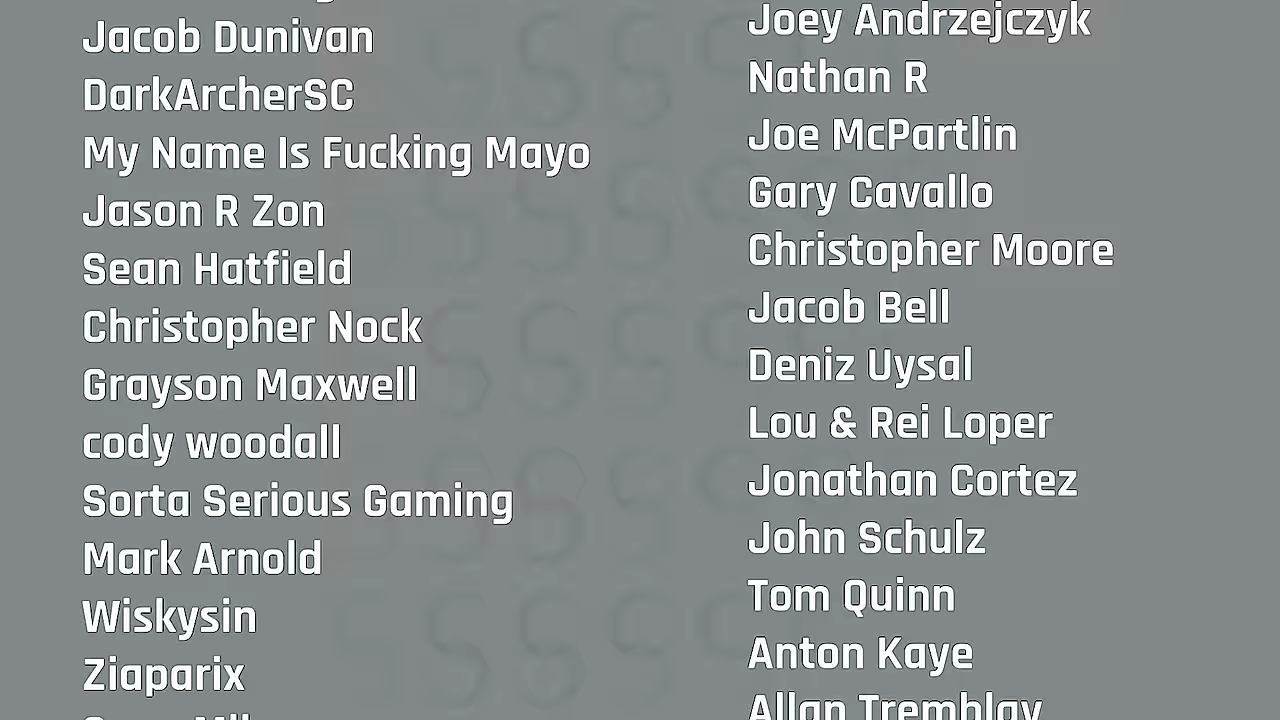 Jacob Dunivan
DarkArcherSC
My Name Is Fucking Mayo
Jason R Zon
Sean Hatfield
Christopher Nock
Grayson Maxwell
cody woodall
Sorta Serious Gaming
Mark Arnold
Wiskysin
Ziaparix
Joey Andrzejczyk
Nathan R
Joe McPartlin
Gary Cavallo
Christopher Moore
Jacob Bell
Deniz Uysal
Lou & Rei Loper
Jonathan Cortez
John Schulz
Tom Quinn
Anton Kaye
Allan Tremblay